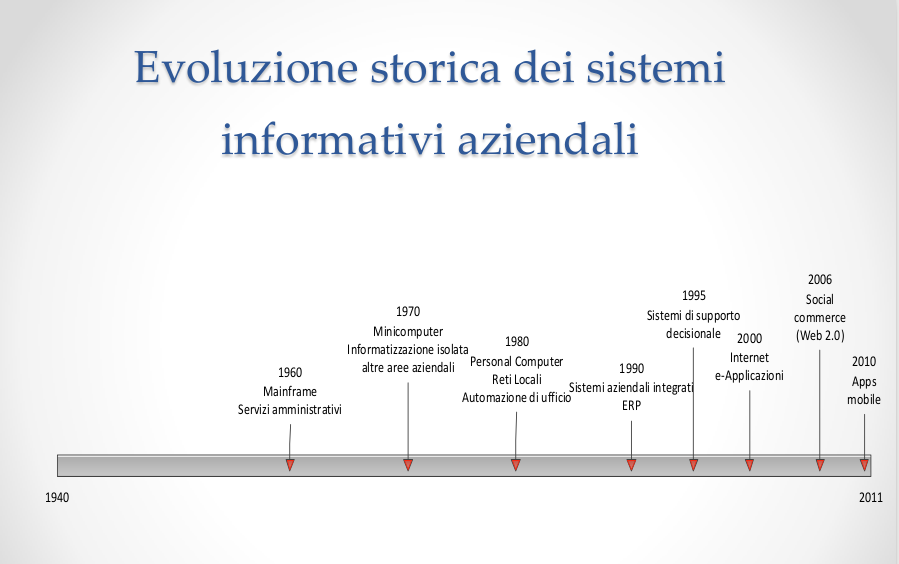 Evoluzione storica dei sistemi
informativi aziendali
1960
Mainframe
Servizi amministrativi
1970
Minicomputer
Informatizzazione isolata
altre aree aziendali
1980
Personal Computer
Reti Locali
Automazione di ufficio
1990
Sistemi aziendali integrati
ERP
1995
Sistemi di supporto
decisionale
2000
Internet
e-Applicazioni
2006
Social
commerce
(Web 2.0)
2010
Apps
mobile
1940
2011